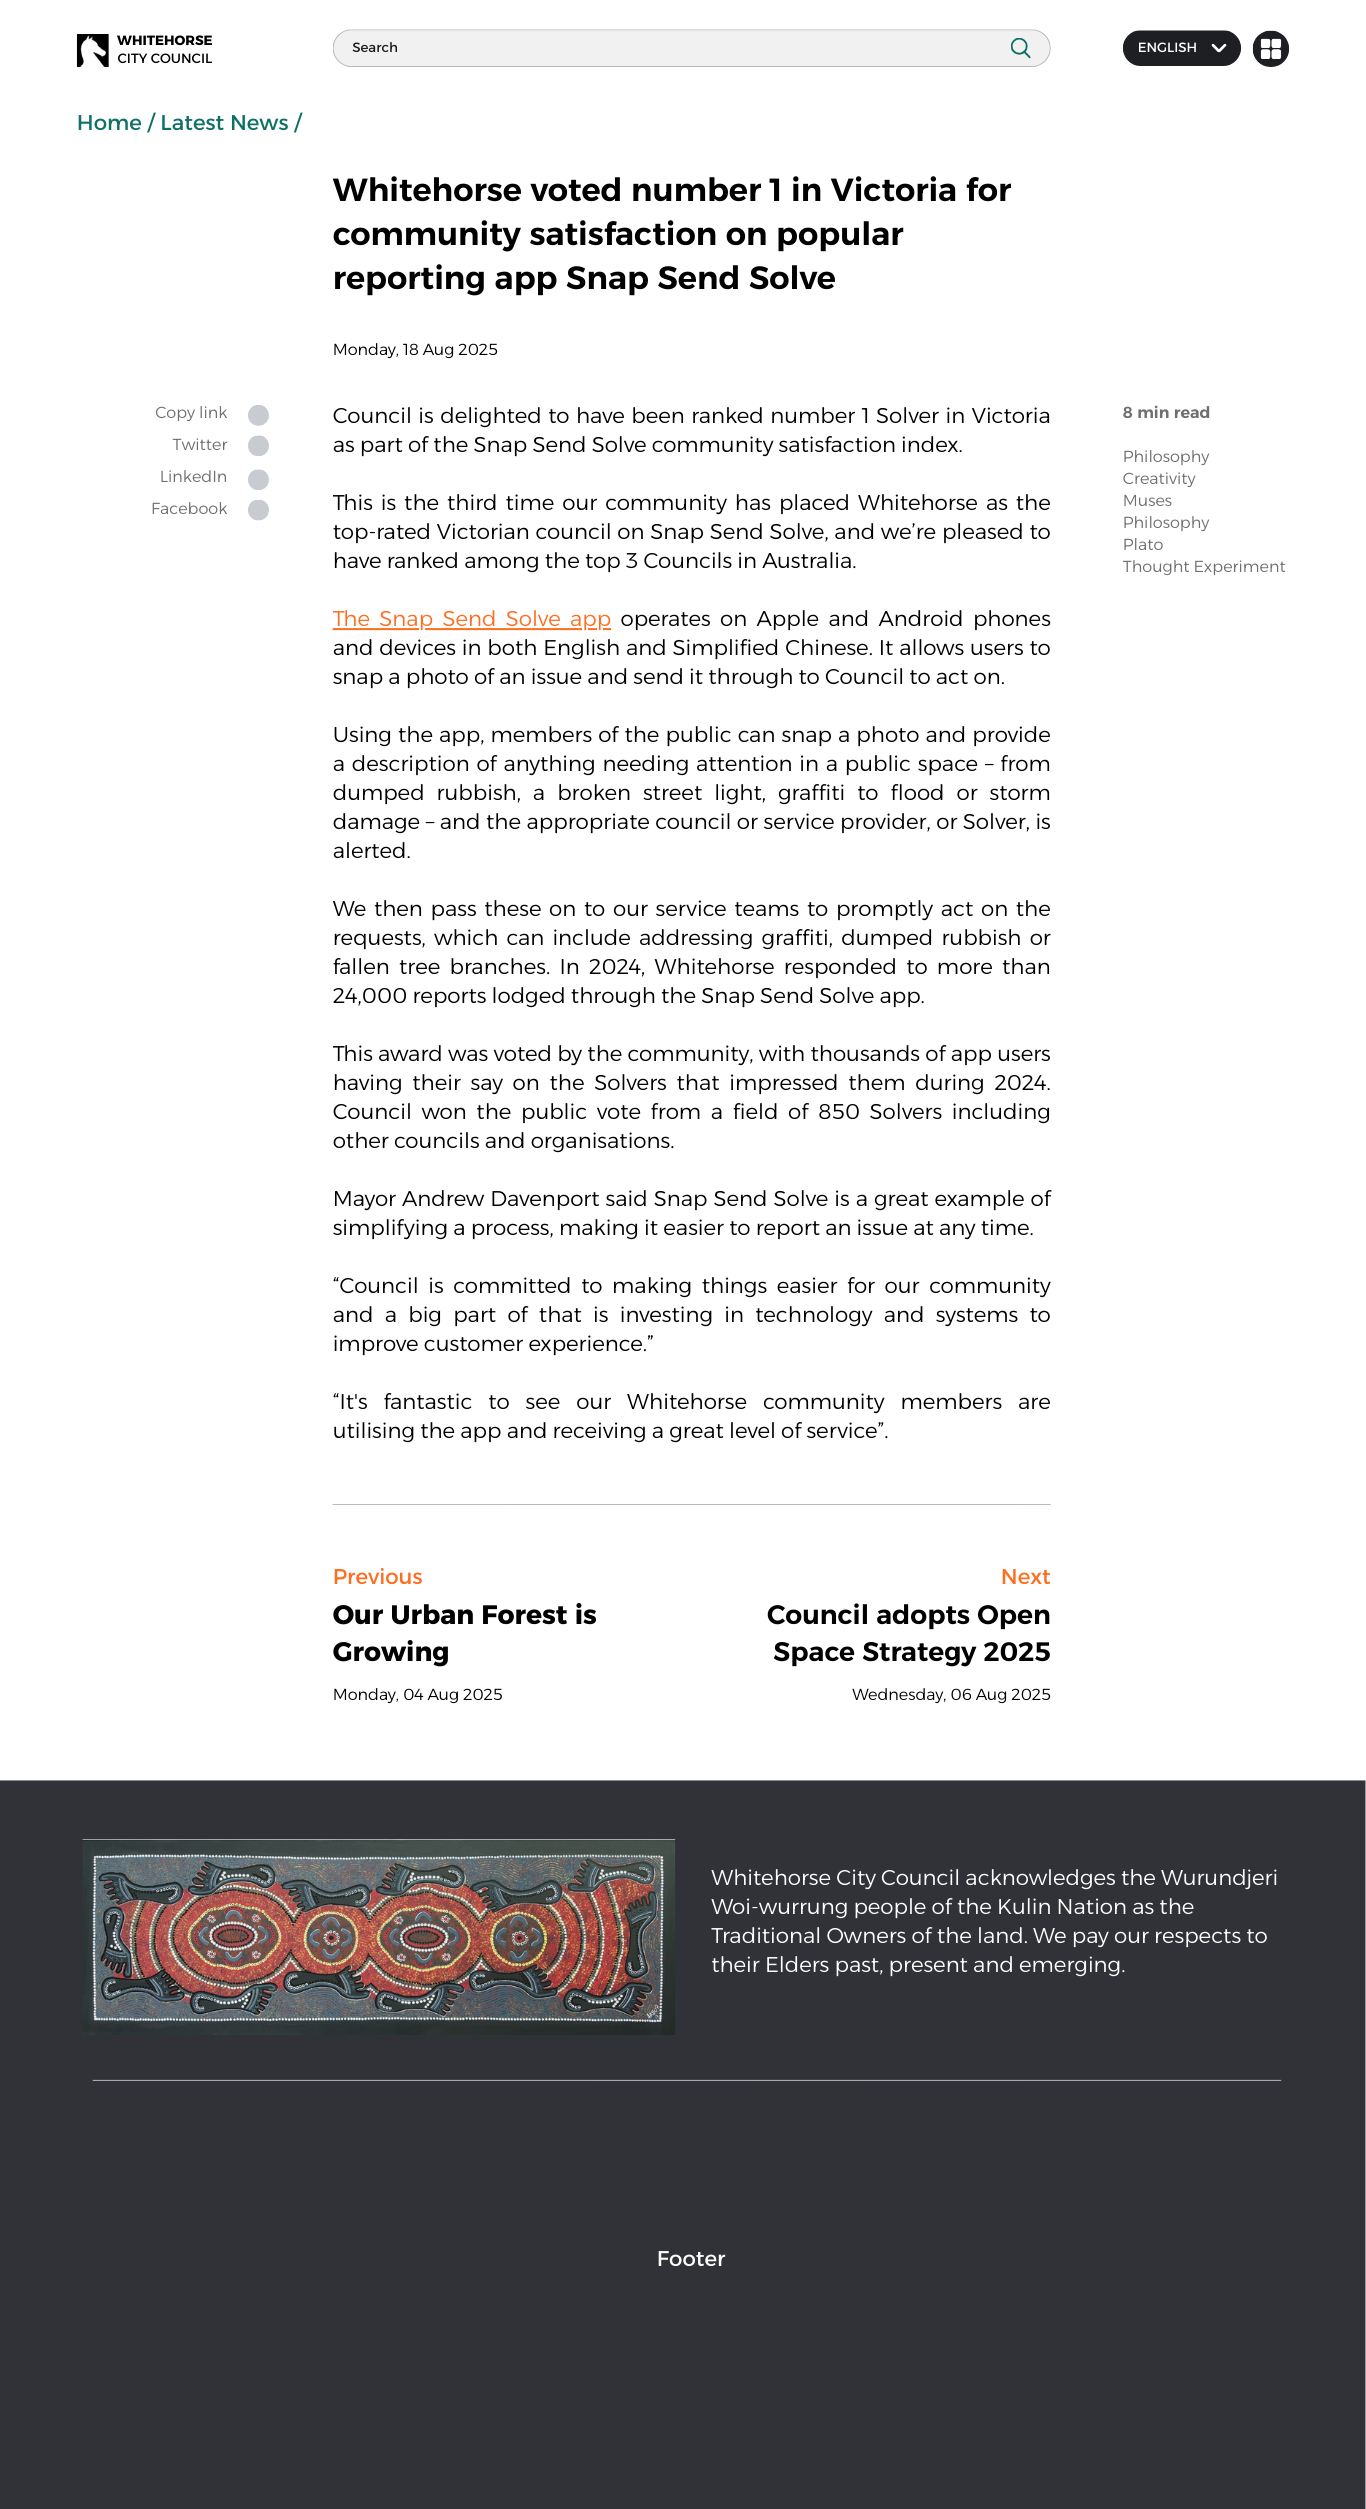 WHITEHORSE
CITY COUNCIL
Search
ENGLISH
Home / Latest News /
Whitehorse voted number 1 in Victoria for
community satisfaction on popular
reporting app Snap Send Solve
Monday, 18 Aug 2025
Copy link
Twitter
LinkedIn
Facebook
Council is delighted to have been ranked number 1 Solver in Victoria
as part of the Snap Send Solve community satisfaction index.
This is the third time our community has placed Whitehorse as the
top-rated Victorian council on Snap Send Solve, and we’re pleased to
have ranked among the top 3 Councils in Australia.
The Snap Send Solve app operates on Apple and Android phones
and devices in both English and Simplified Chinese. It allows users to
snap a photo of an issue and send it through to Council to act on.
Using the app, members of the public can snap a photo and provide
a description of anything needing attention in a public space – from
dumped rubbish, a broken street light, graffiti to flood or storm
damage – and the appropriate council or service provider, or Solver, is
alerted.
We then pass these on to our service teams to promptly act on the
requests, which can include addressing graffiti, dumped rubbish or
fallen tree branches. In 2024, Whitehorse responded to more than
24,000 reports lodged through the Snap Send Solve app.
This award was voted by the community, with thousands of app users
having their say on the Solvers that impressed them during 2024.
Council won the public vote from a field of 850 Solvers including
other councils and organisations.
Mayor Andrew Davenport said Snap Send Solve is a great example of
simplifying a process, making it easier to report an issue at any time.
“Council is committed to making things easier for our community
and a big part of that is investing in technology and systems to
improve customer experience.”
“It's fantastic to see our Whitehorse community members are
utilising the app and receiving a great level of service”.
8 min read
Philosophy
Creativity
Muses
Philosophy
Plato
Thought Experiment
Previous
Our Urban Forest is
Growing
Monday, 04 Aug 2025
Next
Council adopts Open
Space Strategy 2025
Wednesday, 06 Aug 2025
Whitehorse City Council acknowledges the Wurundjeri
Woi-wurrung people of the Kulin Nation as the
Traditional Owners of the land. We pay our respects to
their Elders past, present and emerging.
Footer